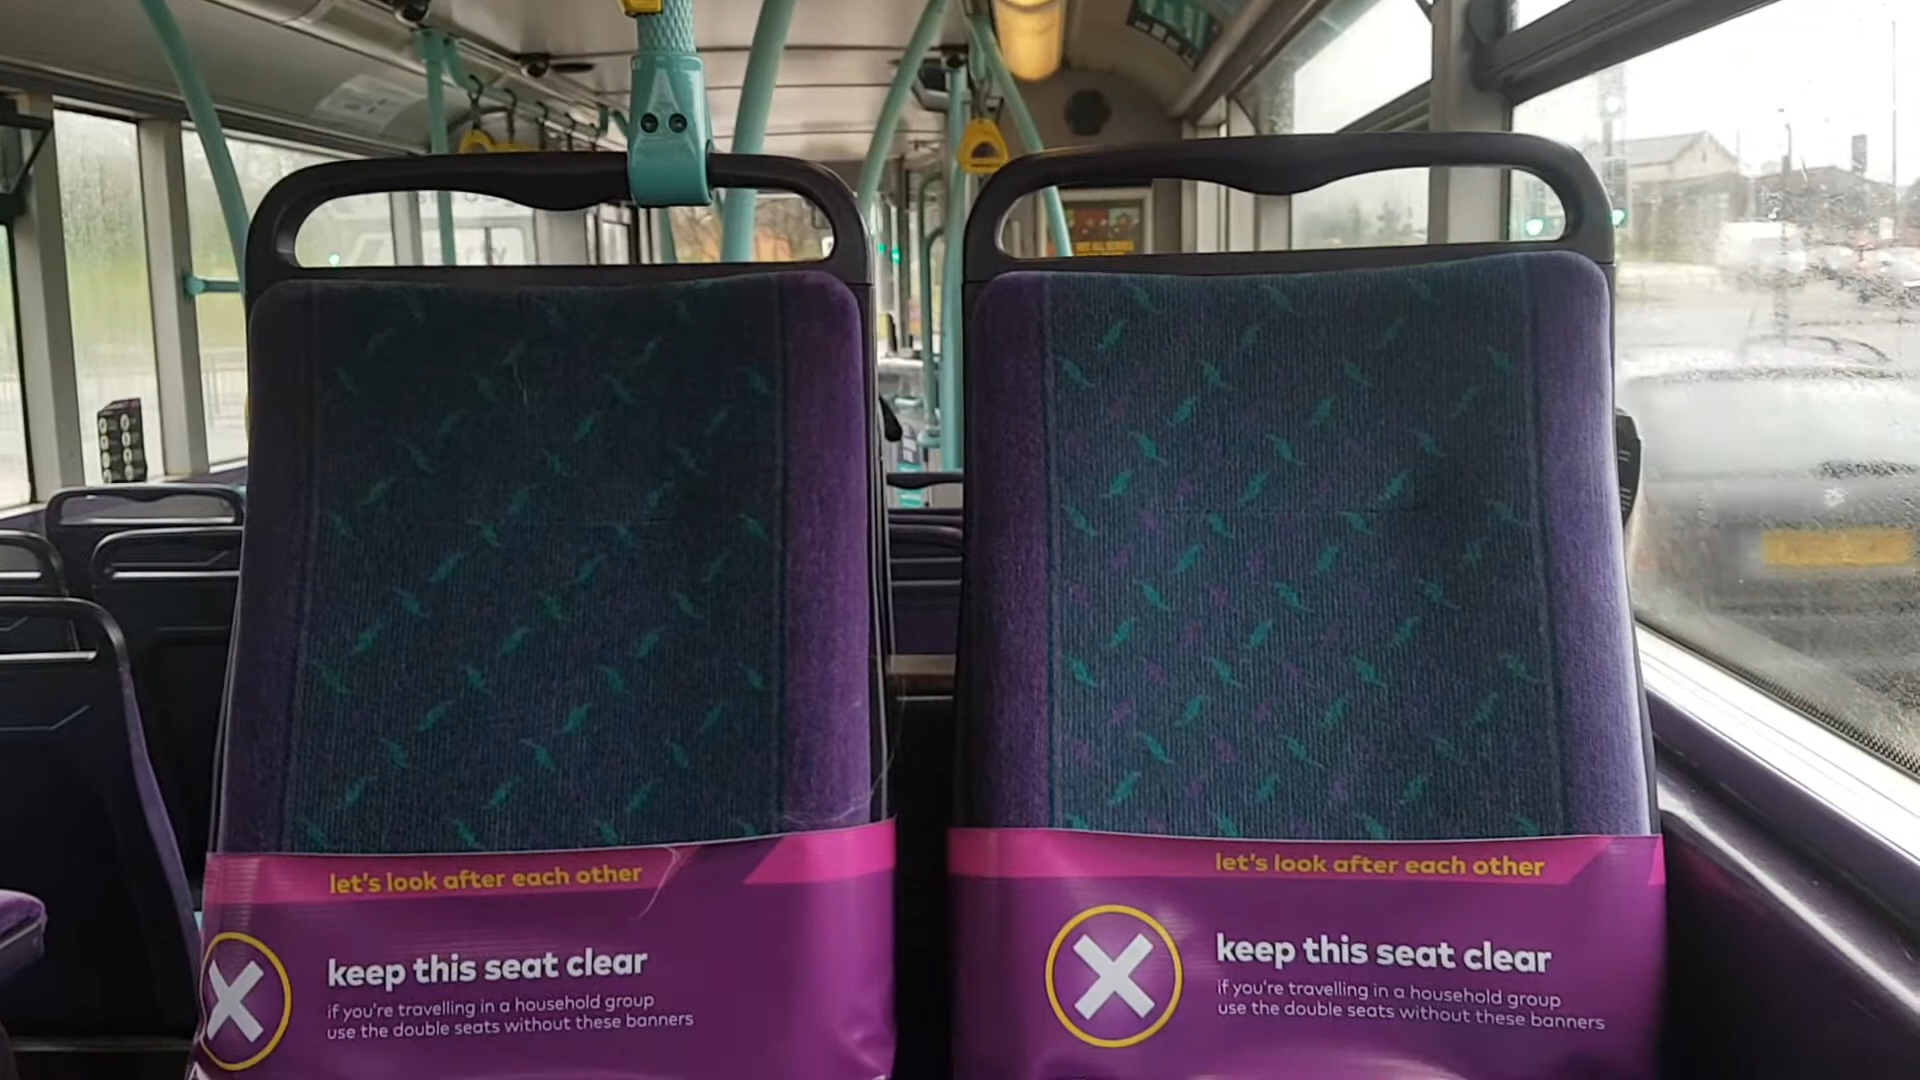 let's look after each other
keep this seat clear
if you're travelling in a household group
use the double seats without these banners
let's look after each other
keep this seat clear
if you're travelling in a household group
use the double seats without these banners